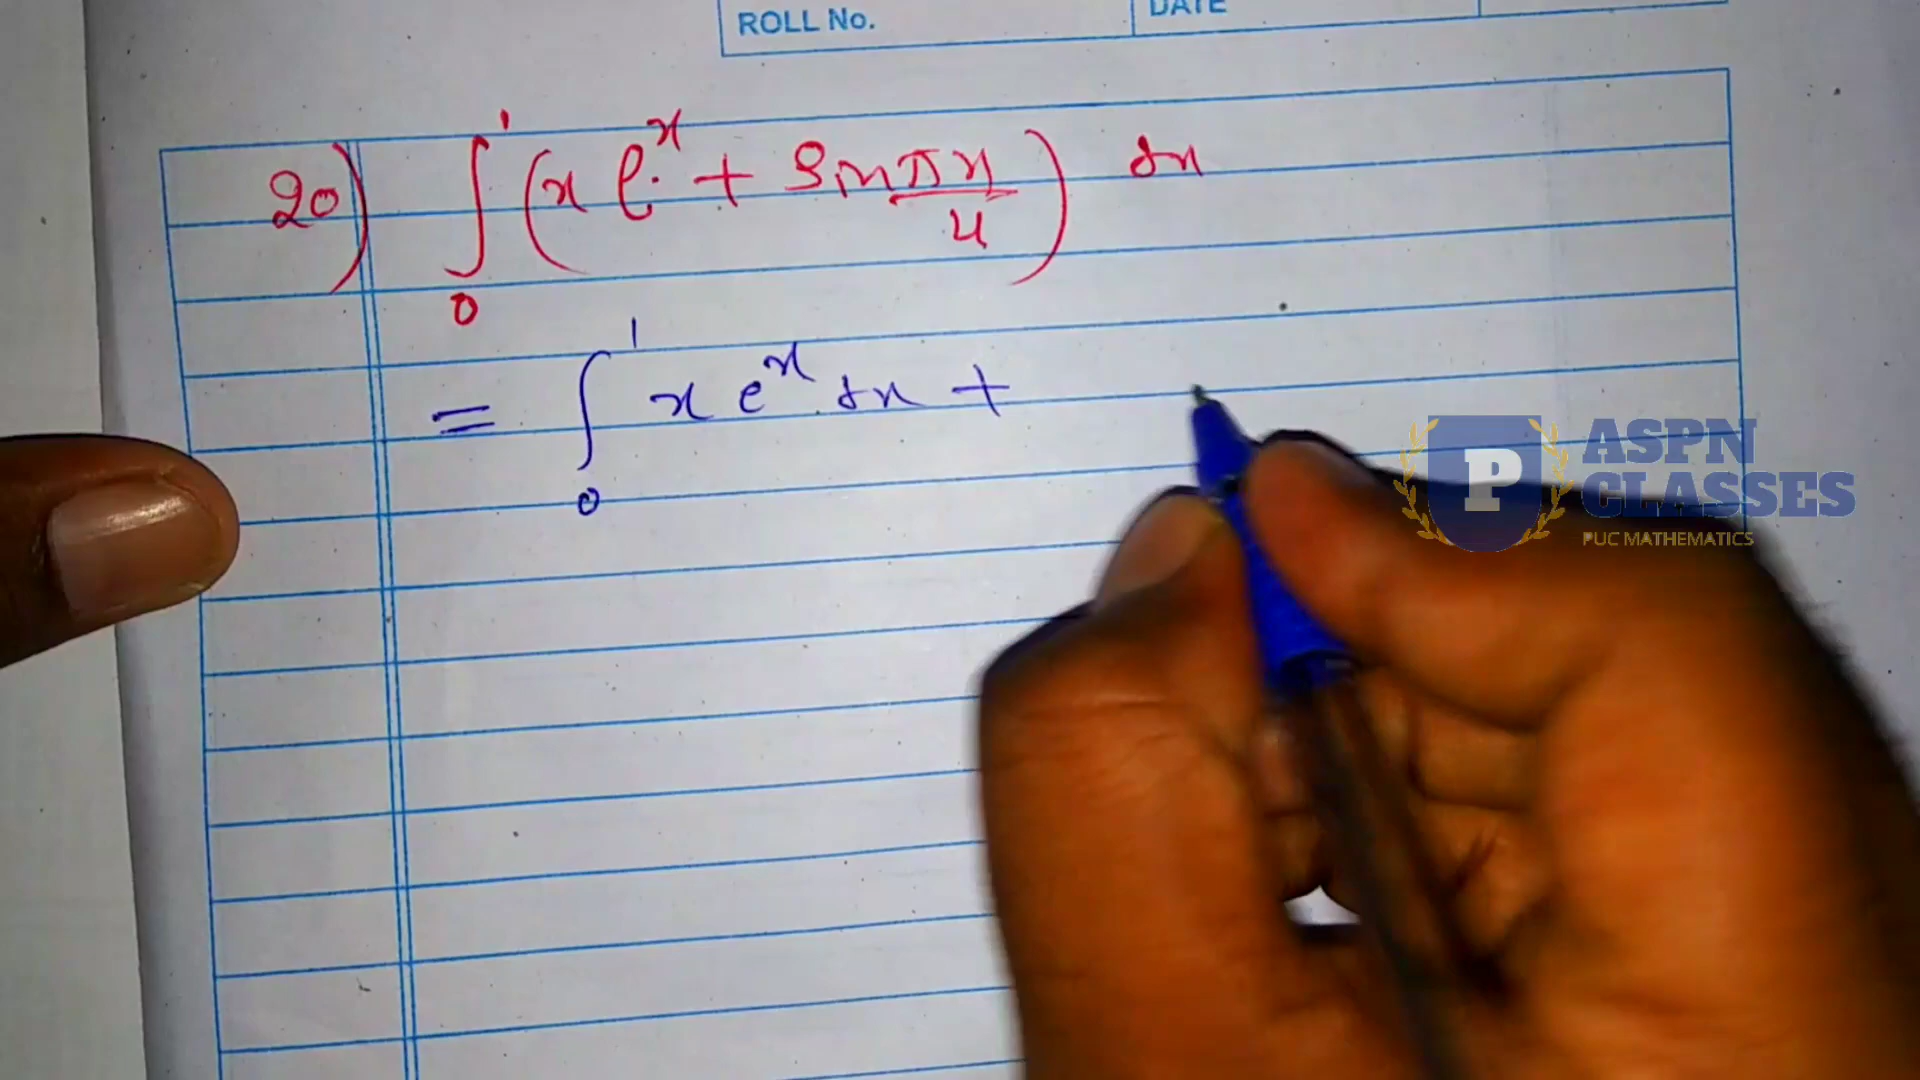 ROLL No.
DATE
20) ∫₀¹ (x eˣ + Sin πx/4) dx
= ∫₀¹ x eˣ dx +
P ASPN
CLASSES
PUC MATHEMATICS